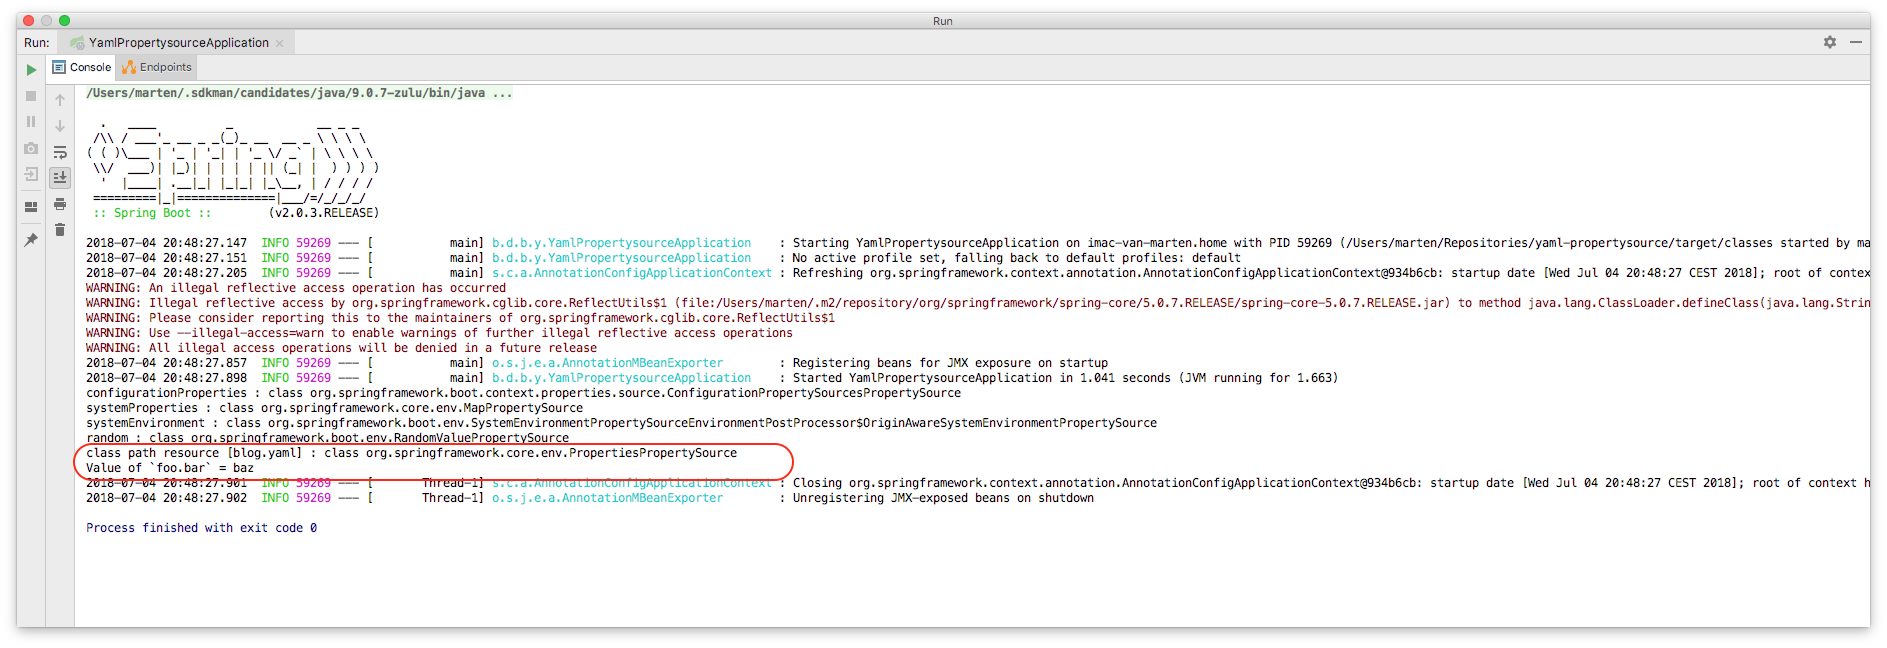 Run
Run: YamlPropertysourceApplication
Console Endpoints
/Users/marten/.sdkman/candidates/java/9.0.7-zulu/bin/java ...
  .   ____          _            __ _ _
 /\\ / ___'_ __ _ _(_)_ __  __ _ \ \ \ \
( ( )\___ | '_ | '_| | '_ \/ _` | \ \ \ \
 \\/  ___)| |_)| | | | | || (_| |  ) ) ) )
  '  |____| .__|_| |_|_| |_\__, | / / / /
 =========|_|==============|___/=/_/_/_/
 :: Spring Boot ::        (v2.0.3.RELEASE)
2018-07-04 20:48:27.147  INFO 59269 --- [           main] b.d.b.y.YamlPropertysourceApplication    : Starting YamlPropertysourceApplication on imac-van-marten.home with PID 59269 (/Users/marten/Repositories/yaml-propertysource/target/classes started by ma
2018-07-04 20:48:27.151  INFO 59269 --- [           main] b.d.b.y.YamlPropertysourceApplication    : No active profile set, falling back to default profiles: default
2018-07-04 20:48:27.205  INFO 59269 --- [           main] s.c.a.AnnotationConfigApplicationContext : Refreshing org.springframework.context.annotation.AnnotationConfigApplicationContext@934b6cb: startup date [Wed Jul 04 20:48:27 CEST 2018]; root of contex
WARNING: An illegal reflective access operation has occurred
WARNING: Illegal reflective access by org.springframework.cglib.core.ReflectUtils$1 (file:/Users/marten/.m2/repository/org/springframework/spring-core/5.0.7.RELEASE/spring-core-5.0.7.RELEASE.jar) to method java.lang.ClassLoader.defineClass(java.lang.Strin
WARNING: Please consider reporting this to the maintainers of org.springframework.cglib.core.ReflectUtils$1
WARNING: Use --illegal-access=warn to enable warnings of further illegal reflective access operations
WARNING: All illegal access operations will be denied in a future release
2018-07-04 20:48:27.857  INFO 59269 --- [           main] o.s.j.e.a.AnnotationMBeanExporter        : Registering beans for JMX exposure on startup
2018-07-04 20:48:27.898  INFO 59269 --- [           main] b.d.b.y.YamlPropertysourceApplication    : Started YamlPropertysourceApplication in 1.041 seconds (JVM running for 1.663)
configurationProperties : class org.springframework.boot.context.properties.source.ConfigurationPropertySourcesPropertySource
systemProperties : class org.springframework.core.env.MapPropertySource
systemEnvironment : class org.springframework.boot.env.SystemEnvironmentPropertySourceEnvironmentPostProcessor$OriginAwareSystemEnvironmentPropertySource
random : class org.springframework.boot.env.RandomValuePropertySource
class path resource [blog.yaml] : class org.springframework.core.env.PropertiesPropertySource
Value of `foo.bar` = baz
2018-07-04 20:48:27.901  INFO 59269 --- [       Thread-1] s.c.a.AnnotationConfigApplicationContext : Closing org.springframework.context.annotation.AnnotationConfigApplicationContext@934b6cb: startup date [Wed Jul 04 20:48:27 CEST 2018]; root of context h
2018-07-04 20:48:27.902  INFO 59269 --- [       Thread-1] o.s.j.e.a.AnnotationMBeanExporter        : Unregistering JMX-exposed beans on shutdown
Process finished with exit code 0